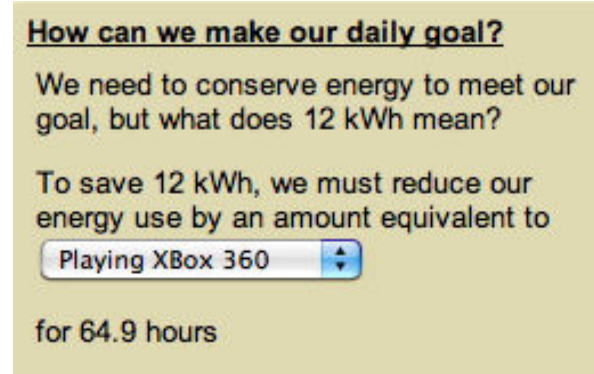 How can we make our daily goal?
We need to conserve energy to meet our
goal, but what does 12 kWh mean?
To save 12 kWh, we must reduce our
energy use by an amount equivalent to
Playing XBox 360
for 64.9 hours